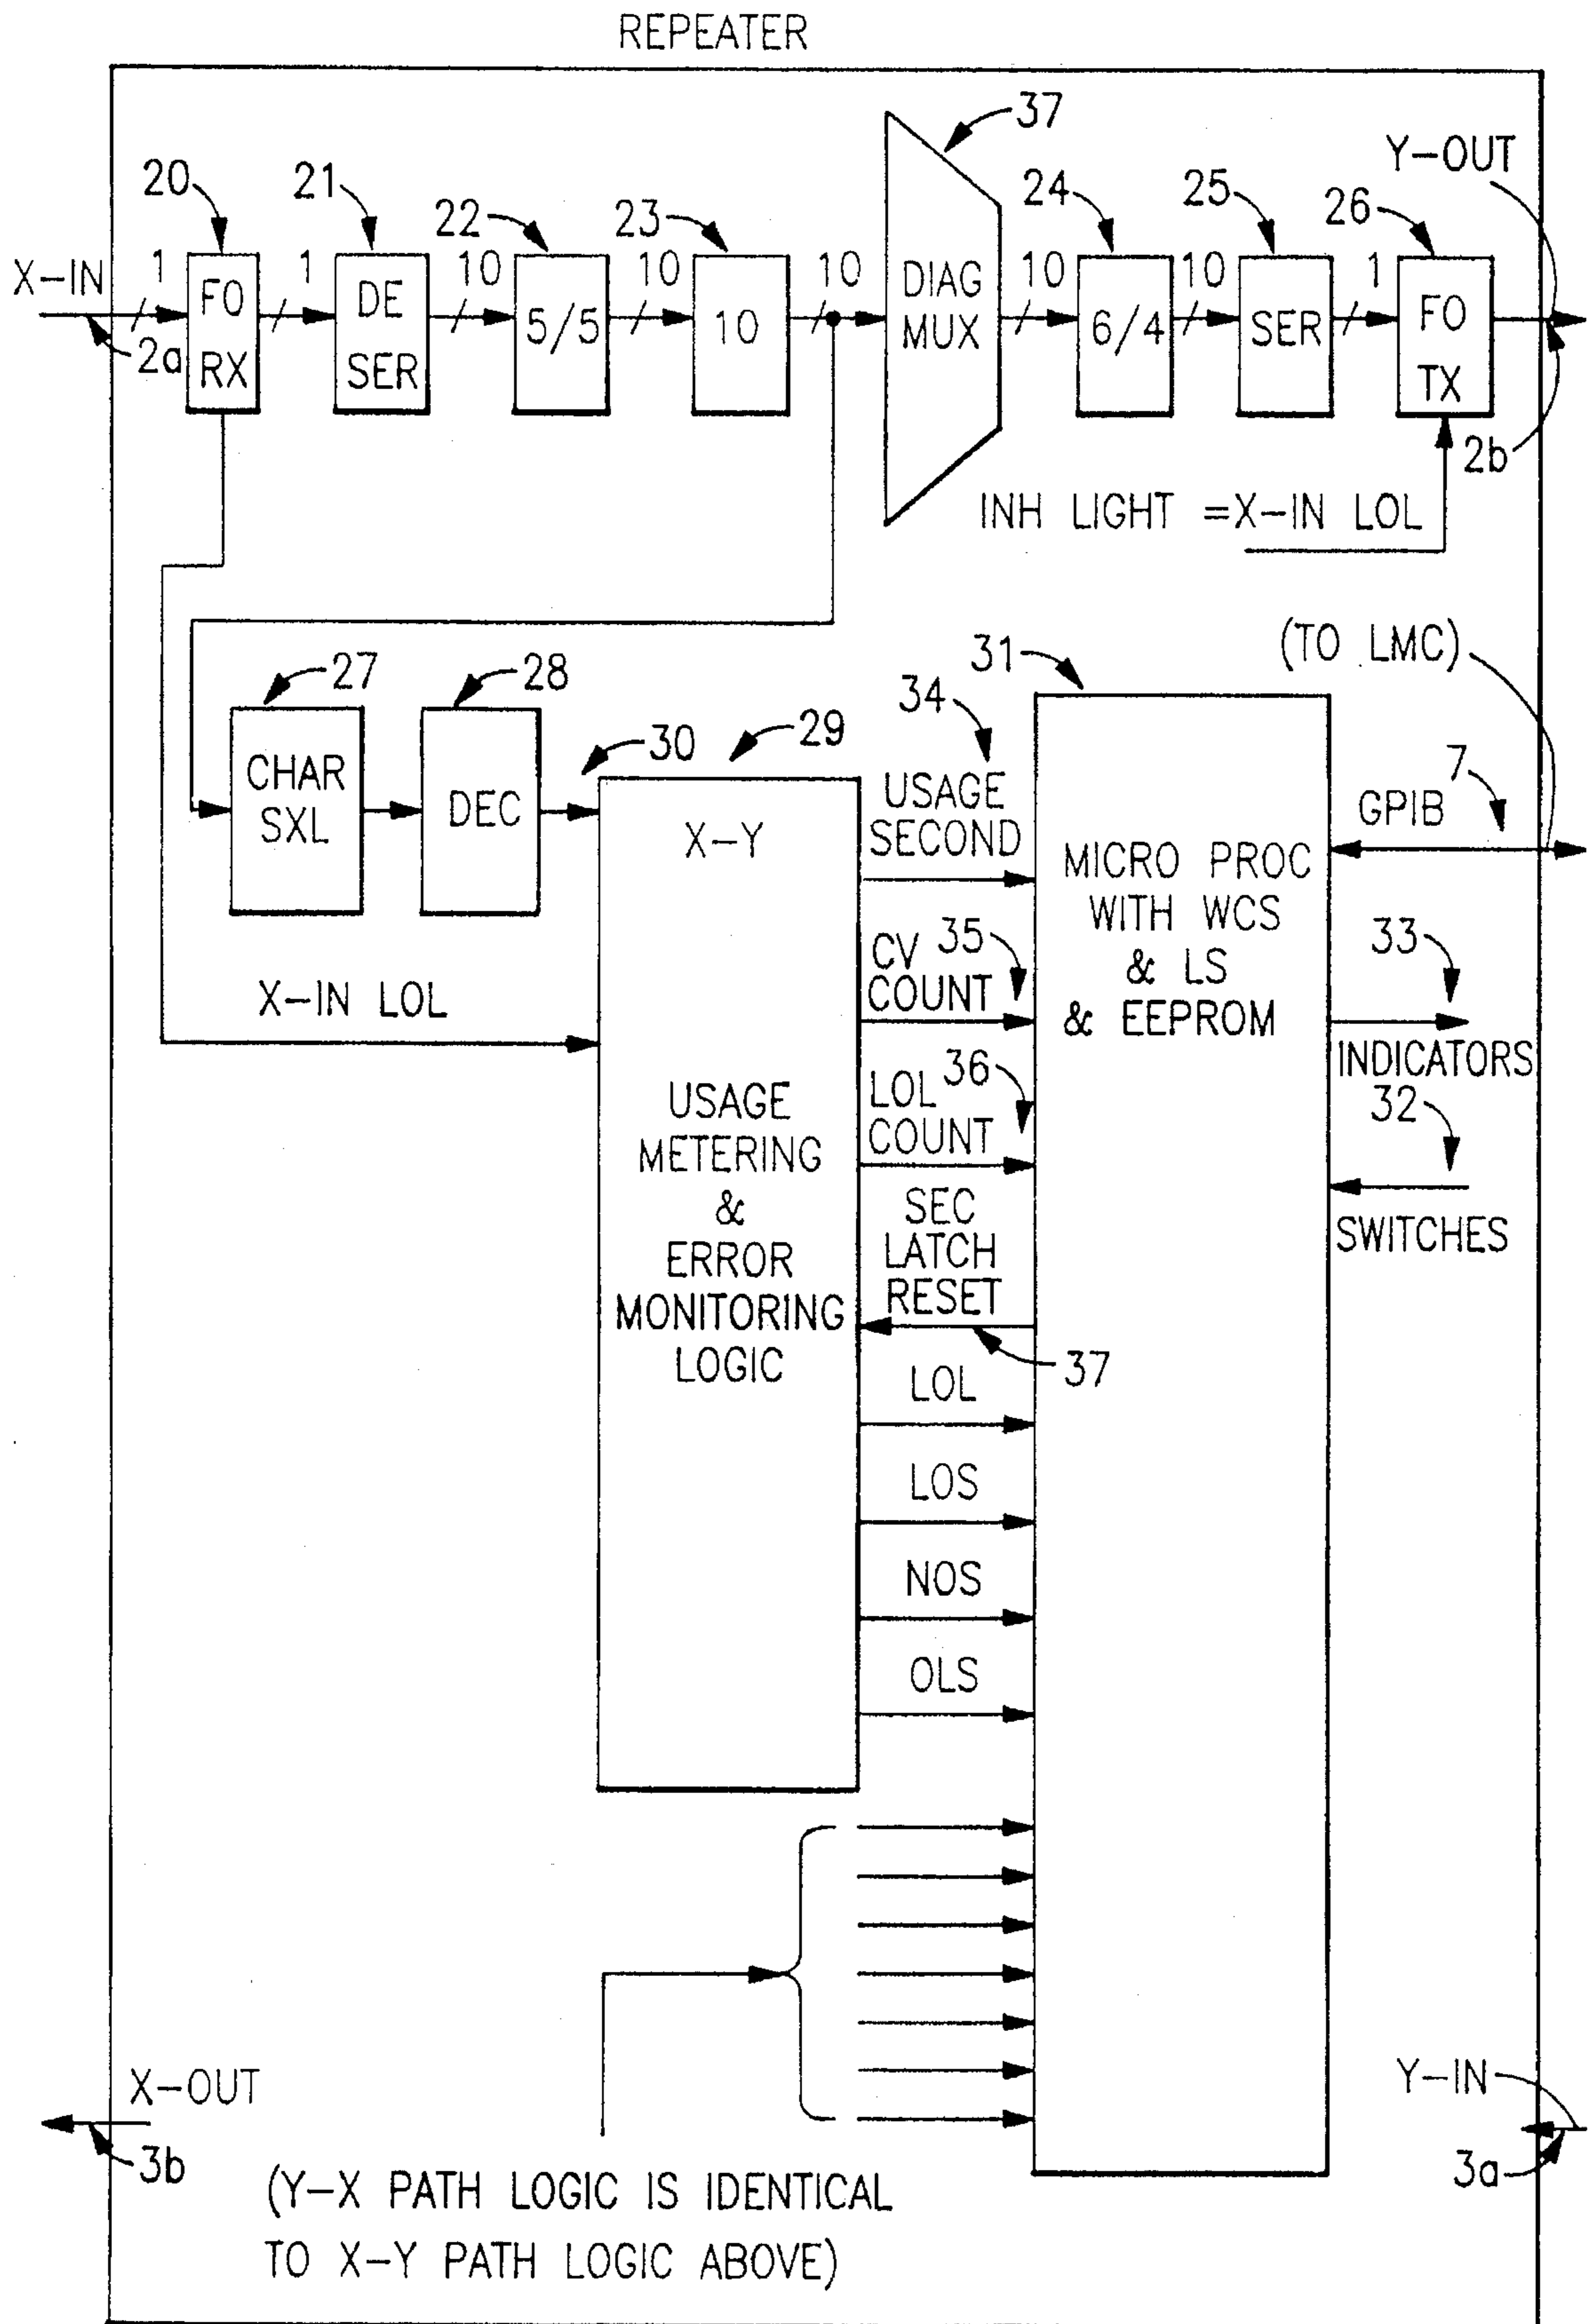 REPEATER
37
Y-OUT
20
21
22
23
24
25
26
X-IN
1
1
10
10
10
10
10
1
FO
RX
DE
SER
5/5
10
DIAG
MUX
6/4
SER
FO
TX
2a
2b
INH LIGHT =X-IN LOL
(TO LMC)
27
28
30
29
34
31
CHAR
SXL
DEC
X-Y
USAGE
SECOND
MICRO PROC
WITH WCS
& LS
& EEPROM
GPIB
7
X-IN LOL
CV
COUNT
35
33
INDICATORS
USAGE
METERING
&
ERROR
MONITORING
LOGIC
LOL
COUNT
36
32
SWITCHES
SEC
LATCH
RESET
37
LOL
LOS
NOS
OLS
X-OUT
3b
Y-IN
3a
(Y-X PATH LOGIC IS IDENTICAL
TO X-Y PATH LOGIC ABOVE)